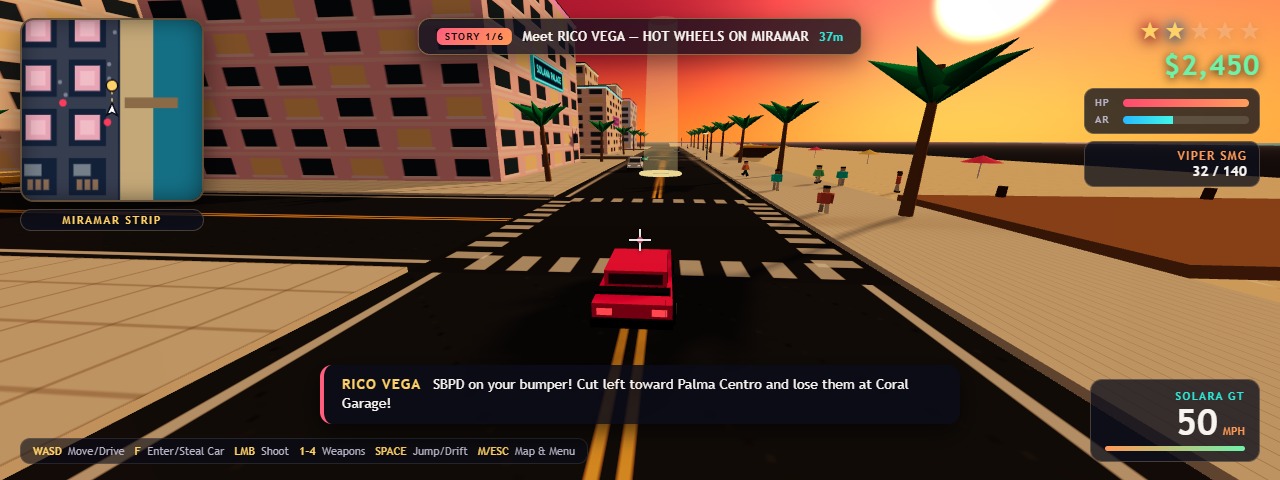 STORY 1/6 Meet RICO VEGA — HOT WHEELS ON MIRAMAR 37m
$2,450
HP
AR
VIPER SMG
32 / 140
MIRAMAR STRIP
SOLARA PALACE
RICO VEGA SBPD on your bumper! Cut left toward Palma Centro and lose them at Coral
Garage!
SOLARA GT
50 MPH
WASD Move/Drive F Enter/Steal Car LMB Shoot 1-4 Weapons SPACE Jump/Drift M/ESC Map & Menu